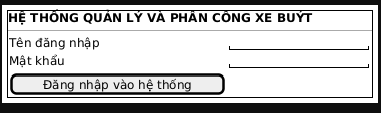 HỆ THỐNG QUẢN LÝ VÀ PHÂN CÔNG XE BUÝT
Tên đăng nhập
Mật khẩu
Đăng nhập vào hệ thống